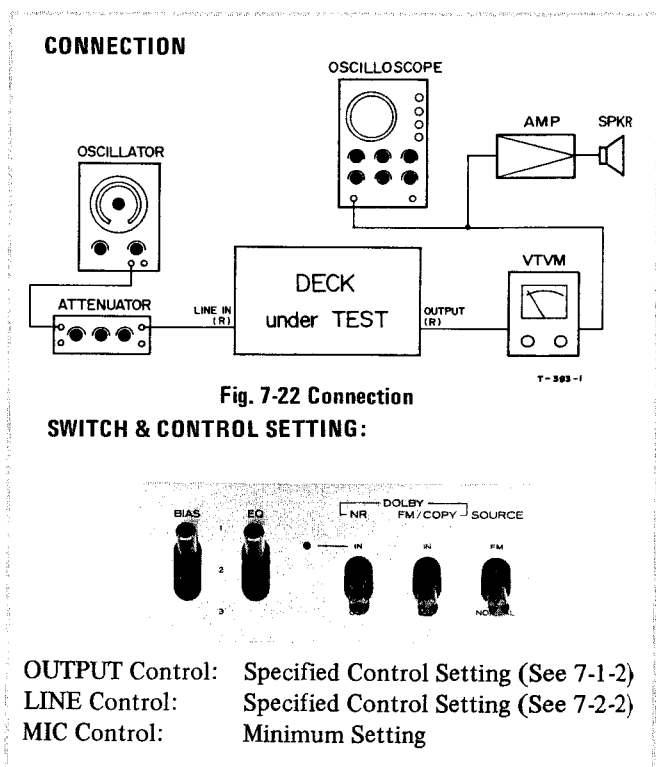 CONNECTION
OSCILLOSCOPE
AMP SPKR
OSCILLATOR
VTVM
DECK
under TEST
ATTENUATOR
LINE IN
(R)
OUTPUT
(R)
T-393-1
Fig. 7-22 Connection
SWITCH & CONTROL SETTING:
DOLBY
BIAS EQ NR FM/COPY SOURCE
1
IN IN FM
2
3
OUTPUT Control: Specified Control Setting (See 7-1-2)
LINE Control: Specified Control Setting (See 7-2-2)
MIC Control: Minimum Setting